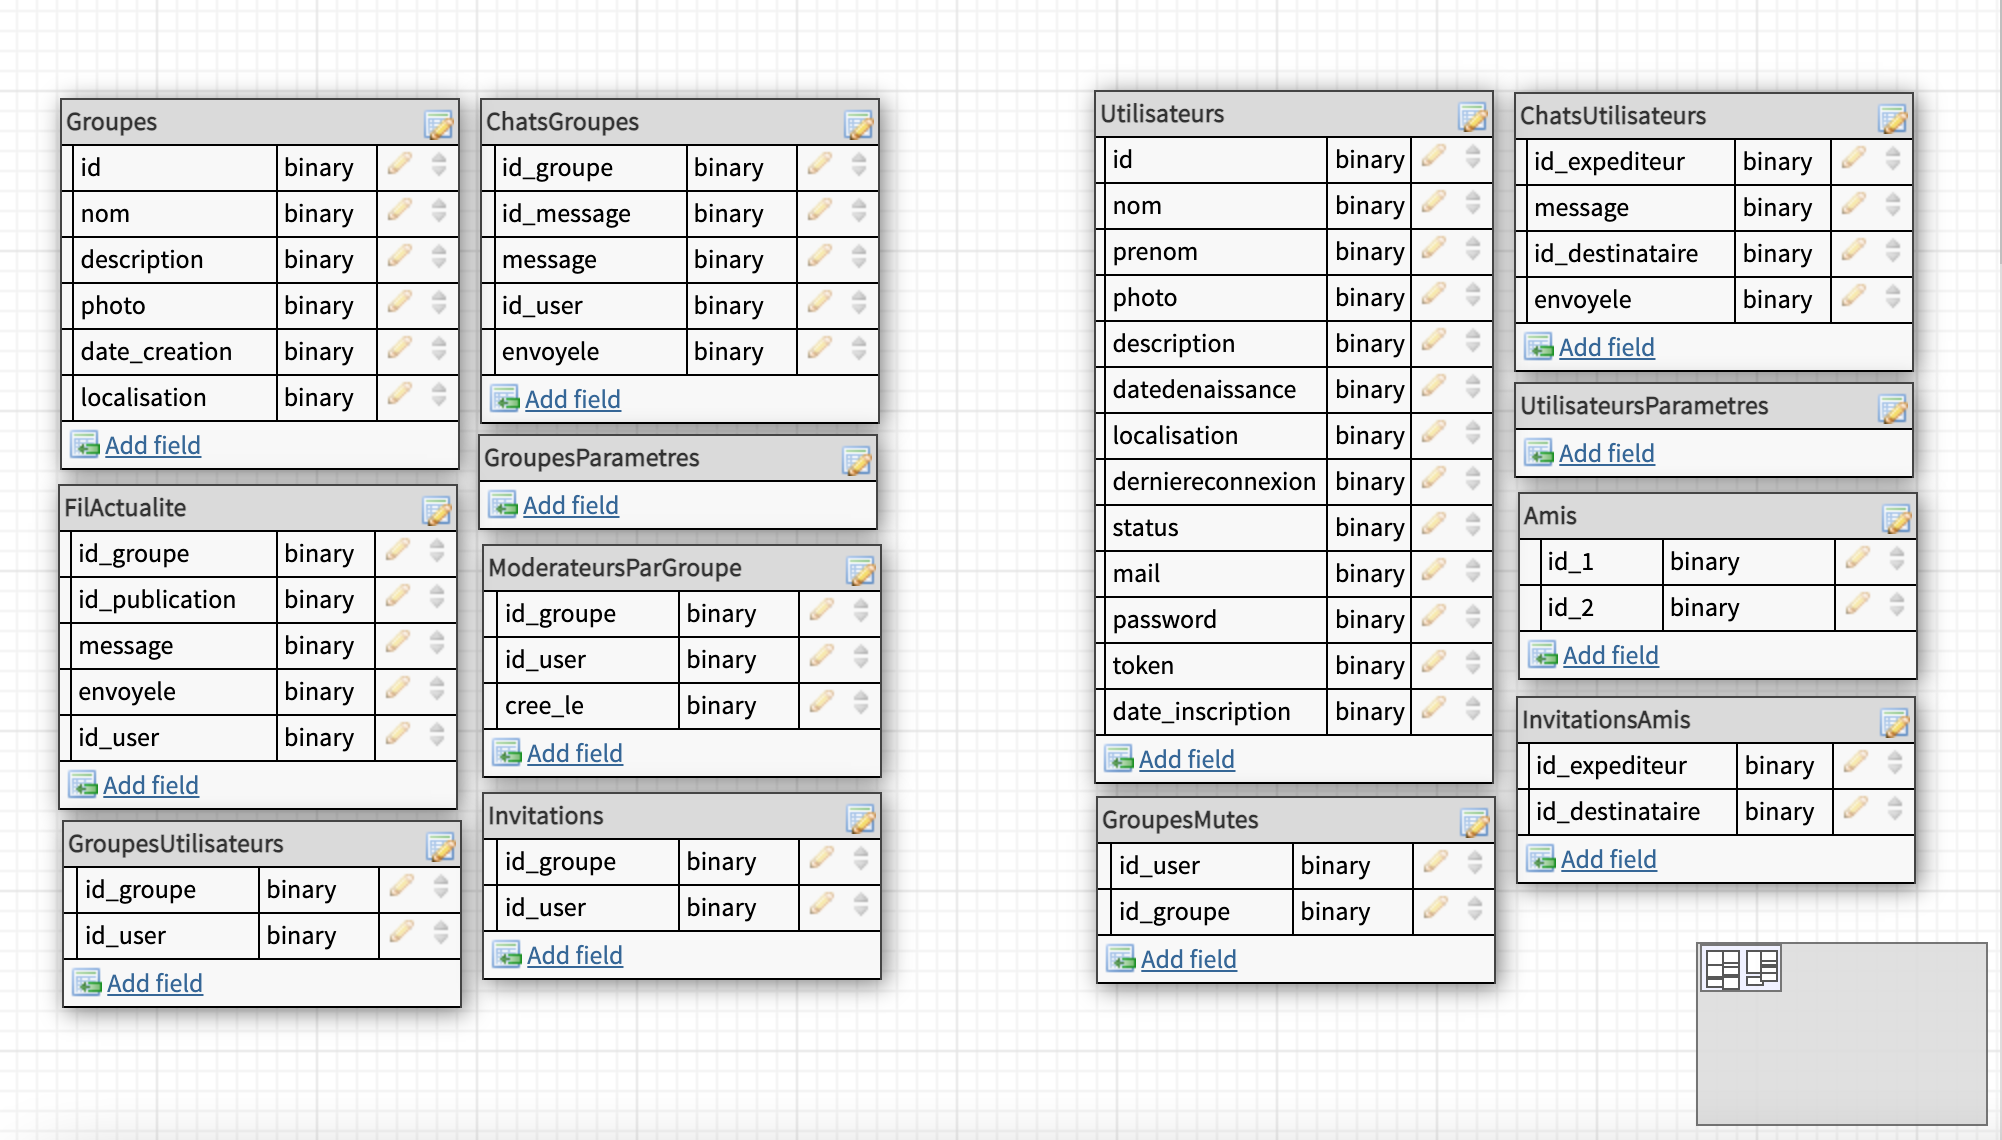 Groupes
id binary
nom binary
description binary
photo binary
date_creation binary
localisation binary
Add field
FilActualite
id_groupe binary
id_publication binary
message binary
envoyele binary
id_user binary
Add field
GroupesUtilisateurs
id_groupe binary
id_user binary
Add field
ChatsGroupes
id_groupe binary
id_message binary
message binary
id_user binary
envoyele binary
Add field
GroupesParametres
Add field
ModerateursParGroupe
id_groupe binary
id_user binary
cree_le binary
Add field
Invitations
id_groupe binary
id_user binary
Add field
Utilisateurs
id binary
nom binary
prenom binary
photo binary
description binary
datedenaissance binary
localisation binary
derniereconnexion binary
status binary
mail binary
password binary
token binary
date_inscription binary
Add field
GroupesMutes
id_user binary
id_groupe binary
Add field
ChatsUtilisateurs
id_expediteur binary
message binary
id_destinataire binary
envoyele binary
Add field
UtilisateursParametres
Add field
Amis
id_1 binary
id_2 binary
Add field
InvitationsAmis
id_expediteur binary
id_destinataire binary
Add field